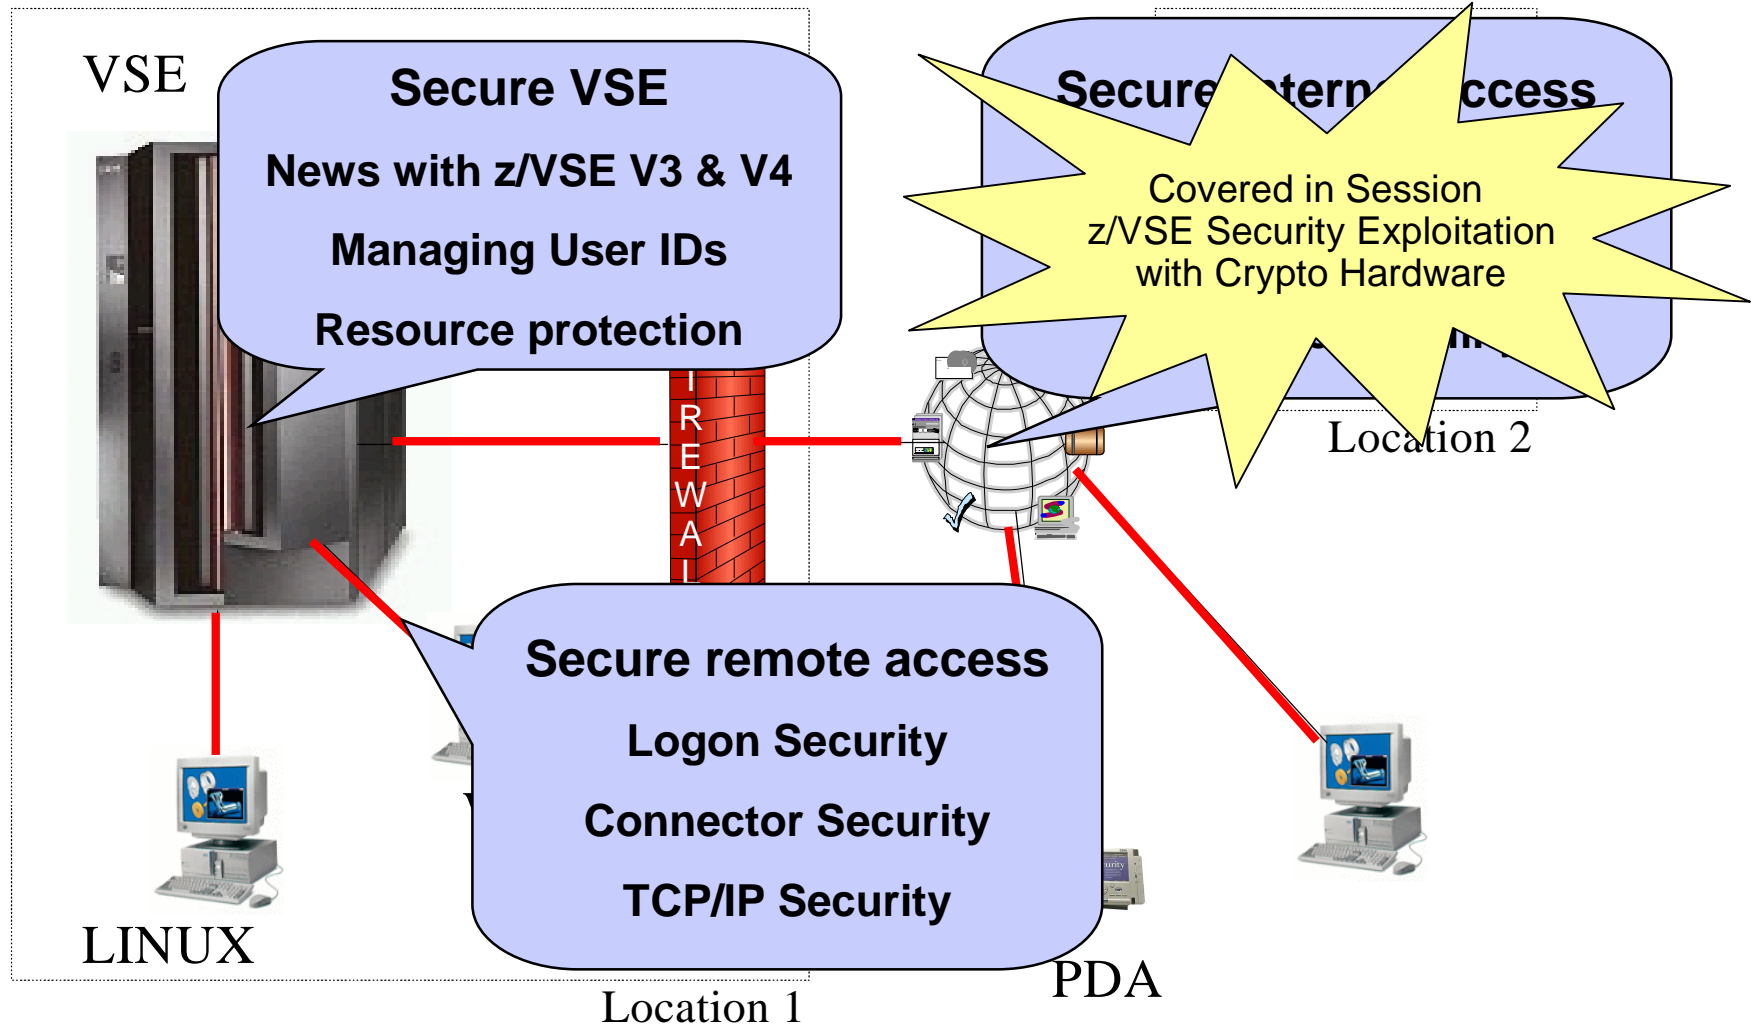 VSE
Secure VSE
News with z/VSE V3 & V4
Managing User IDs
Resource protection
Secure
Covered in Session
z/VSE Security Exploitation
with Crypto Hardware
Location 2
Secure remote access
Logon Security
Connector Security
TCP/IP Security
LINUX
PDA
Location 1